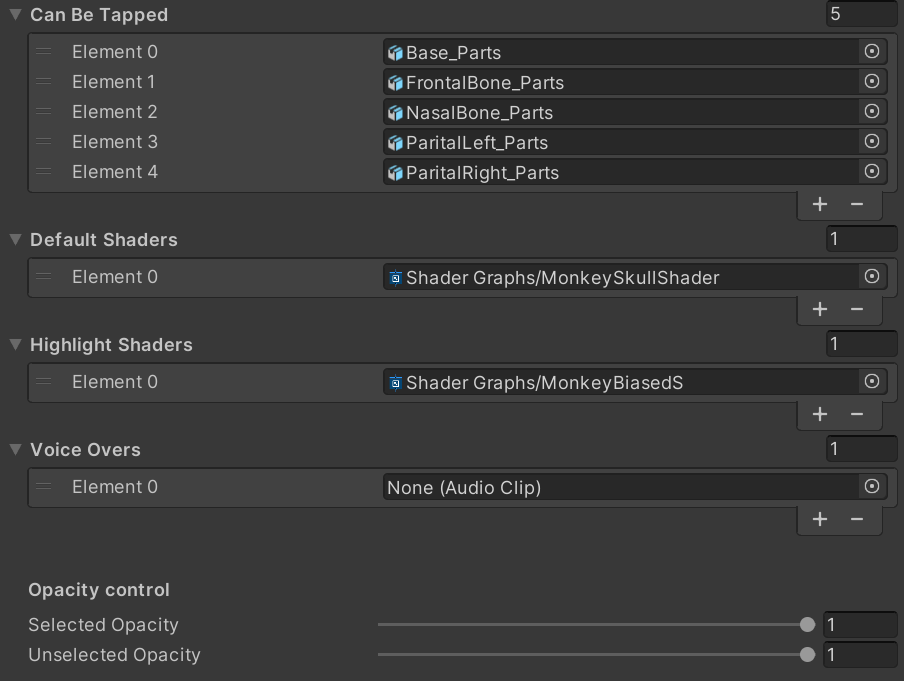 Can Be Tapped 5
Element 0 Base_Parts
Element 1 FrontalBone_Parts
Element 2 NasalBone_Parts
Element 3 ParitalLeft_Parts
Element 4 ParitalRight_Parts
+ −
Default Shaders 1
Element 0 Shader Graphs/MonkeySkullShader
+ −
Highlight Shaders 1
Element 0 Shader Graphs/MonkeyBiasedS
+ −
Voice Overs 1
Element 0 None (Audio Clip)
+ −
Opacity control
Selected Opacity 1
Unselected Opacity 1